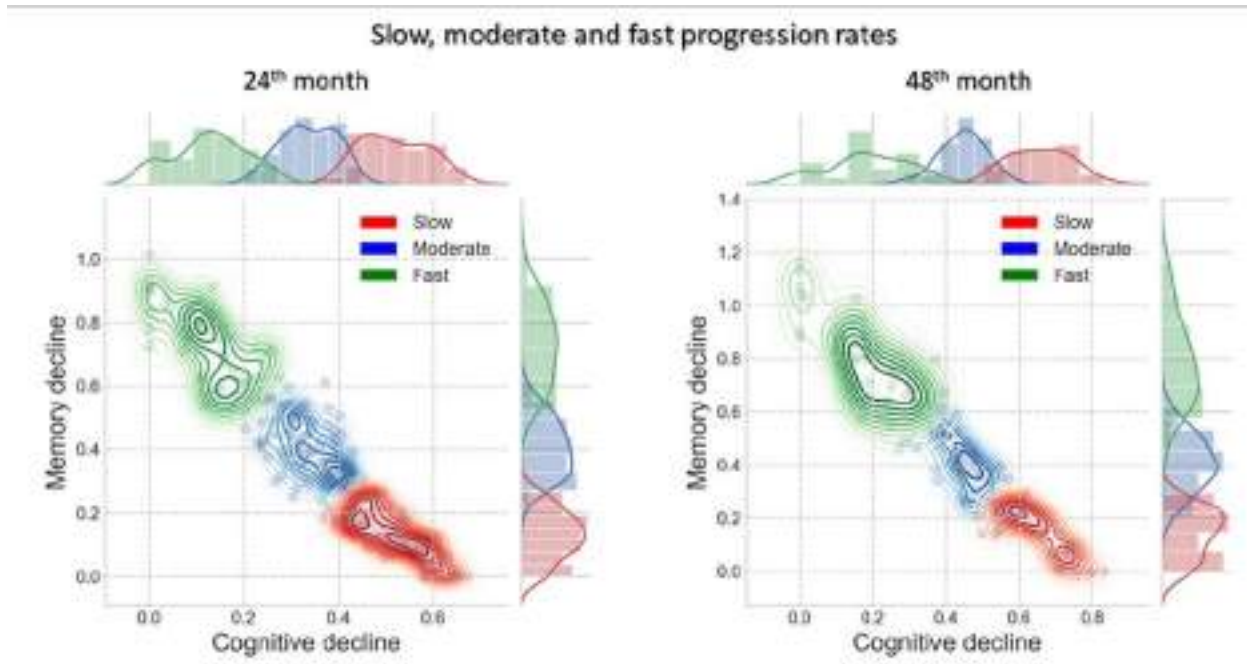 Slow, moderate and fast progression rates
24th month
48th month
Slow
Moderate
Fast
1.0
0.8
0.6
0.4
0.2
0.0
Memory decline
0.0 0.2 0.4 0.6
Cognitive decline
Slow
Moderate
Fast
1.4
1.2
1.0
0.8
0.6
0.4
0.2
0.0
Memory decline
0.0 0.2 0.4 0.6 0.8
Cognitive decline